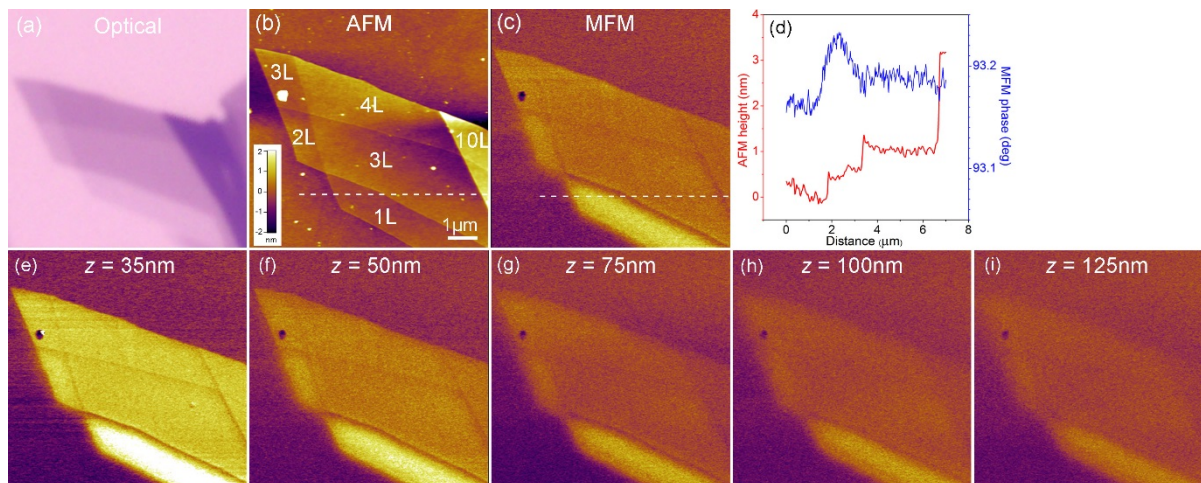 (a) Optical
(b) AFM
(c) MFM
(d)
3L
4L
2L
3L
10L
1L
2
1
0
-1
-2
nm
1μm
4
3
2
1
0
AFM height (nm)
93.2
93.1
MFM phase (deg)
0 2 4 6 8
Distance (μm)
(e) z = 35nm
(f) z = 50nm
(g) z = 75nm
(h) z = 100nm
(i) z = 125nm